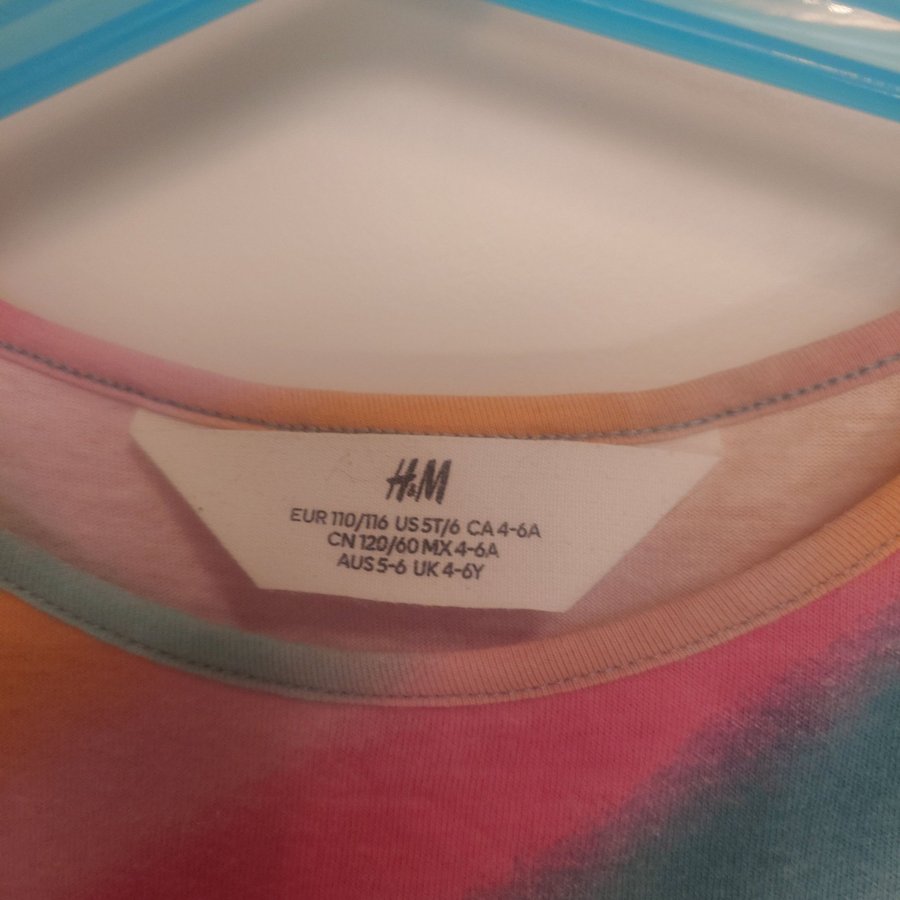 H&M
EUR 110/116 US 5T/6 CA 4-6A
CN 120/60 MX 4-6A
AUS 5-6 UK 4-6Y